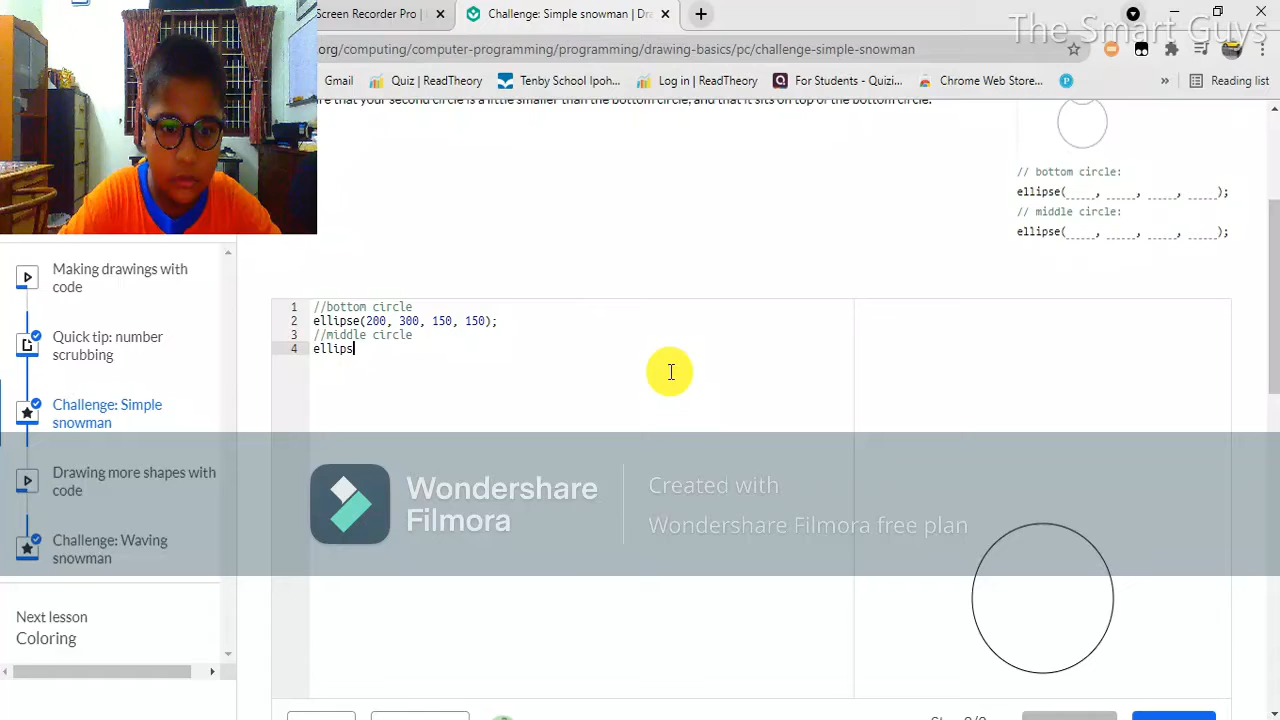 Screen Recorder Pro |
Challenge: Simple snowman |
The Smart Guys
org/computing/computer-programming/programming/drawing-basics/pc/challenge-simple-snowman
Gmail
Quiz | ReadTheory
Tenby School Ipoh...
Log in | ReadTheory
For Students - Quizi...
Chrome Web Store...
Reading list
re that your second circle is a little smaller than the bottom circle, and that it sits on top of the bottom circle.
// bottom circle:
ellipse(____, ____, ____, ____);
// middle circle:
ellipse(____, ____, ____, ____);
Making drawings with
code
Quick tip: number
scrubbing
Challenge: Simple
snowman
Drawing more shapes with
code
Challenge: Waving
snowman
Next lesson
Coloring
1 //bottom circle
2 ellipse(200, 300, 150, 150);
3 //middle circle
4 ellips
Wondershare
Filmora
Created with
Wondershare Filmora free plan